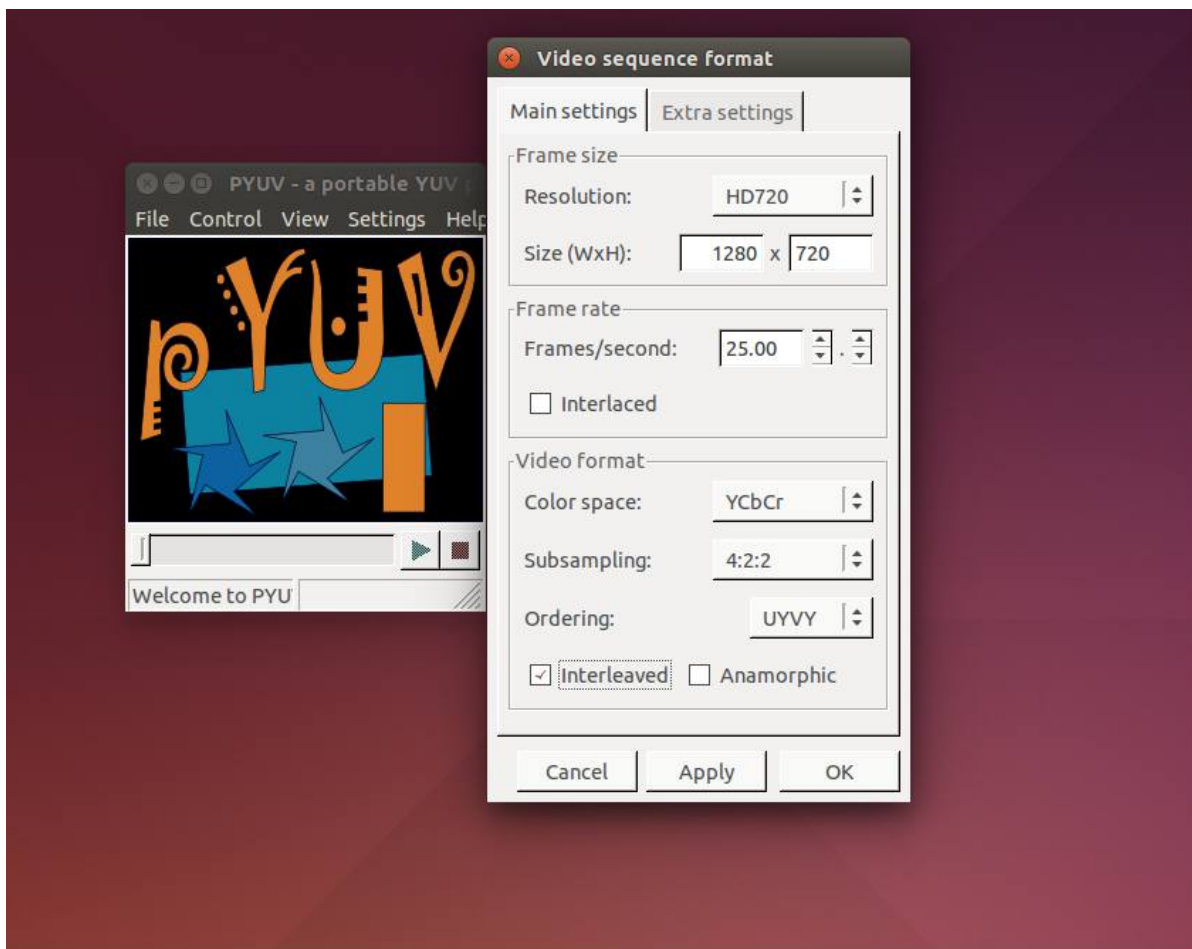 Video sequence format
Main settings
Extra settings
Frame size
Resolution:
HD720
Size (WxH):
1280 x 720
Frame rate
Frames/second:
25.00
.
Interlaced
Video format
Color space:
YCbCr
Subsampling:
4:2:2
Ordering:
UYVY
Interleaved
Anamorphic
Cancel
Apply
OK
PYUV - a portable YUV
File Control View Settings Help
pYUV
Welcome to PYU